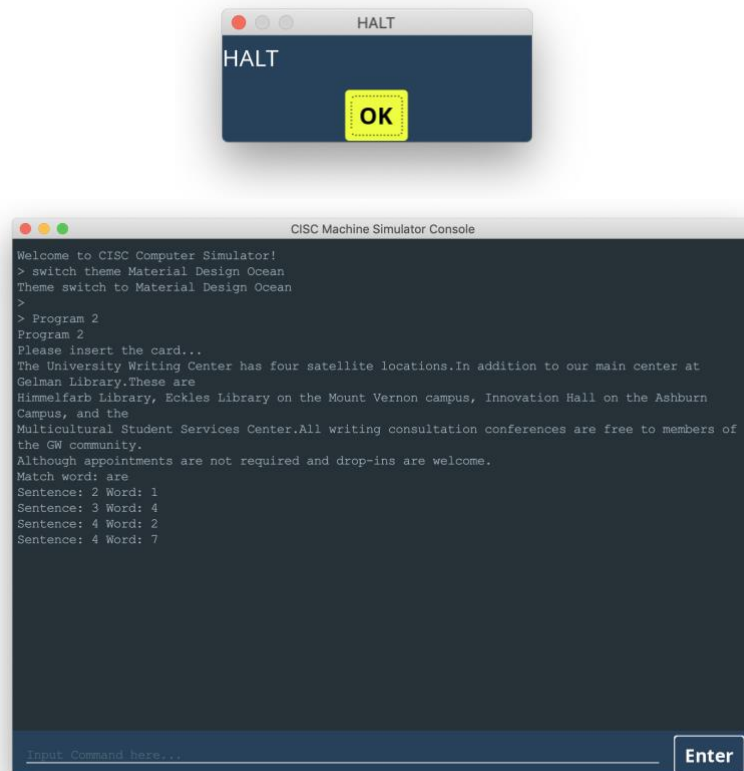 HALT
HALT
OK
CISC Machine Simulator Console
Welcome to CISC Computer Simulator!
> switch theme Material Design Ocean
Theme switch to Material Design Ocean
>
> Program 2
Program 2
Please insert the card...
The University Writing Center has four satellite locations.In addition to our main center at
Gelman Library.These are
Himmelfarb Library, Eckles Library on the Mount Vernon campus, Innovation Hall on the Ashburn
Campus, and the
Multicultural Student Services Center.All writing consultation conferences are free to members of
the GW community.
Although appointments are not required and drop-ins are welcome.
Match word: are
Sentence: 2 Word: 1
Sentence: 3 Word: 4
Sentence: 4 Word: 2
Sentence: 4 Word: 7
Input Command here...
Enter